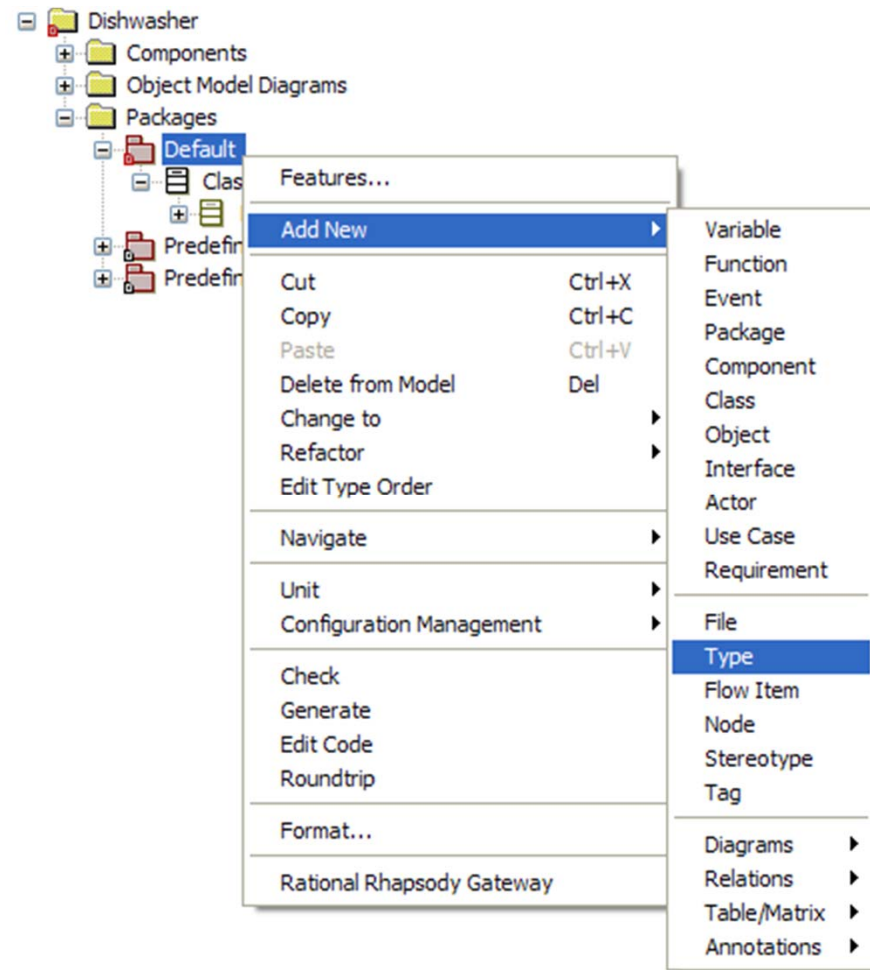 Dishwasher
Components
Object Model Diagrams
Packages
Default
Clas
Predefin
Predefin
Features...
Add New
Cut Ctrl+X
Copy Ctrl+C
Paste Ctrl+V
Delete from Model Del
Change to
Refactor
Edit Type Order
Navigate
Unit
Configuration Management
Check
Generate
Edit Code
Roundtrip
Format...
Rational Rhapsody Gateway
Variable
Function
Event
Package
Component
Class
Object
Interface
Actor
Use Case
Requirement
File
Type
Flow Item
Node
Stereotype
Tag
Diagrams
Relations
Table/Matrix
Annotations